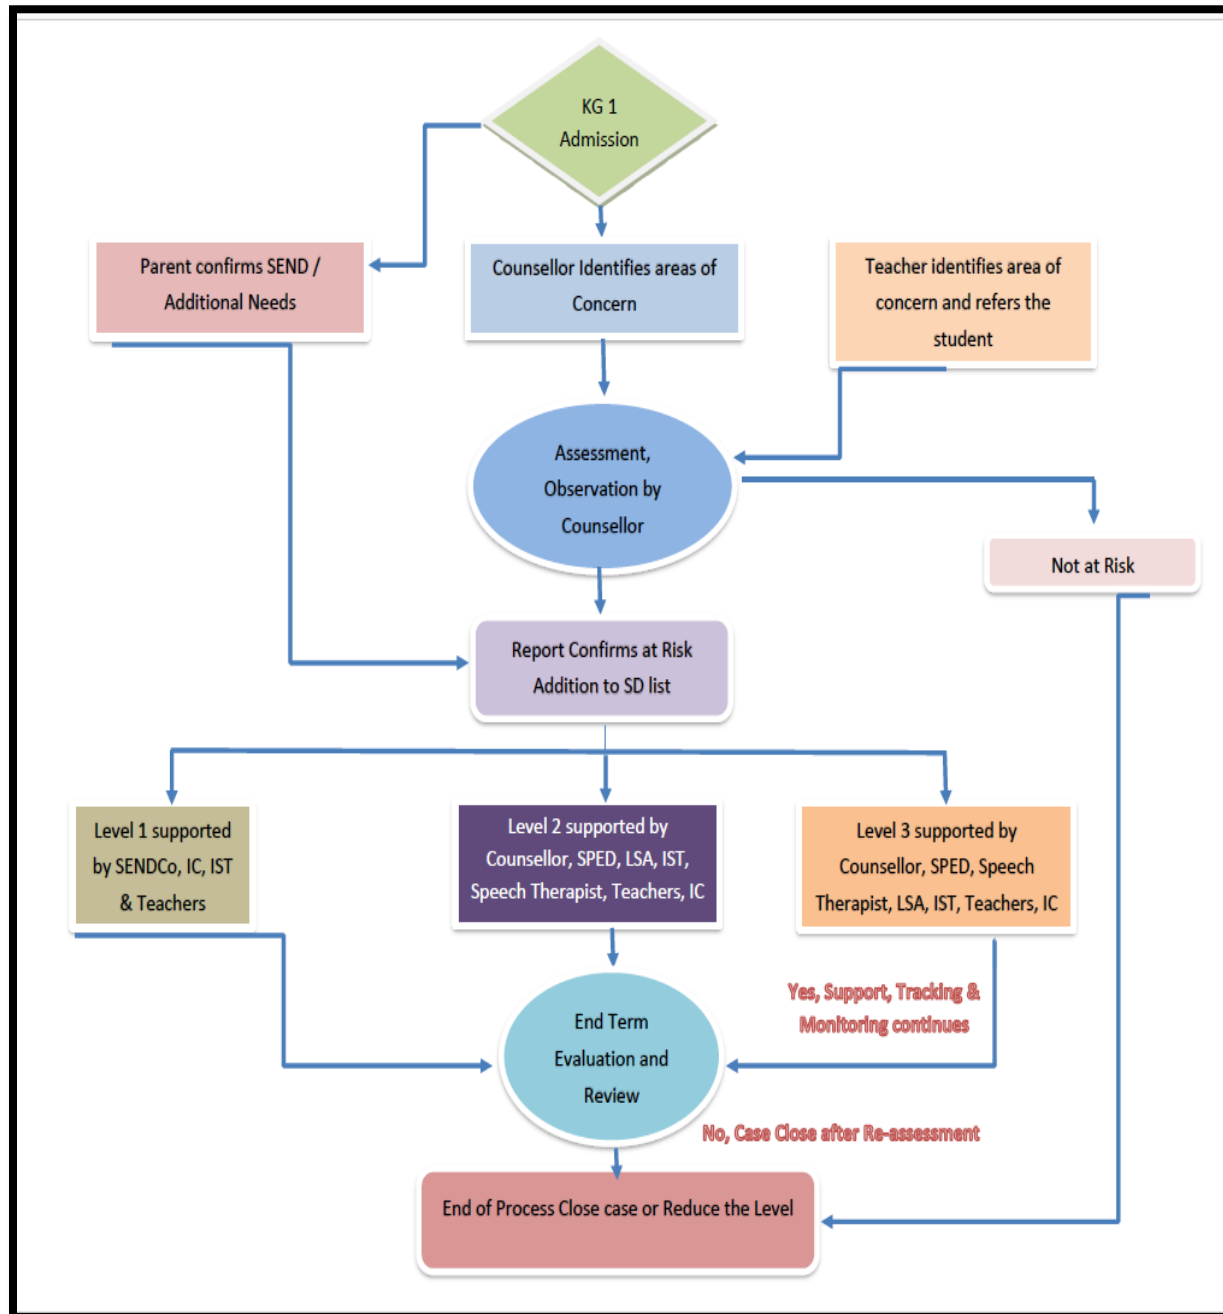 KG 1
Admission
Parent confirms SEND /
Additional Needs
Counsellor Identifies areas of
Concern
Teacher identifies area of
concern and refers the
student
Assessment,
Observation by
Counsellor
Not at Risk
Report Confirms at Risk
Addition to SD list
Level 1 supported
by SENDCo, IC, IST
& Teachers
Level 2 supported by
Counsellor, SPED, LSA, IST,
Speech Therapist, Teachers, IC
Level 3 supported by
Counsellor, SPED, Speech
Therapist, LSA, IST, Teachers, IC
Yes, Support, Tracking &
Monitoring continues
End Term
Evaluation and
Review
No, Case Close after Re-assessment
End of Process Close case or Reduce the Level